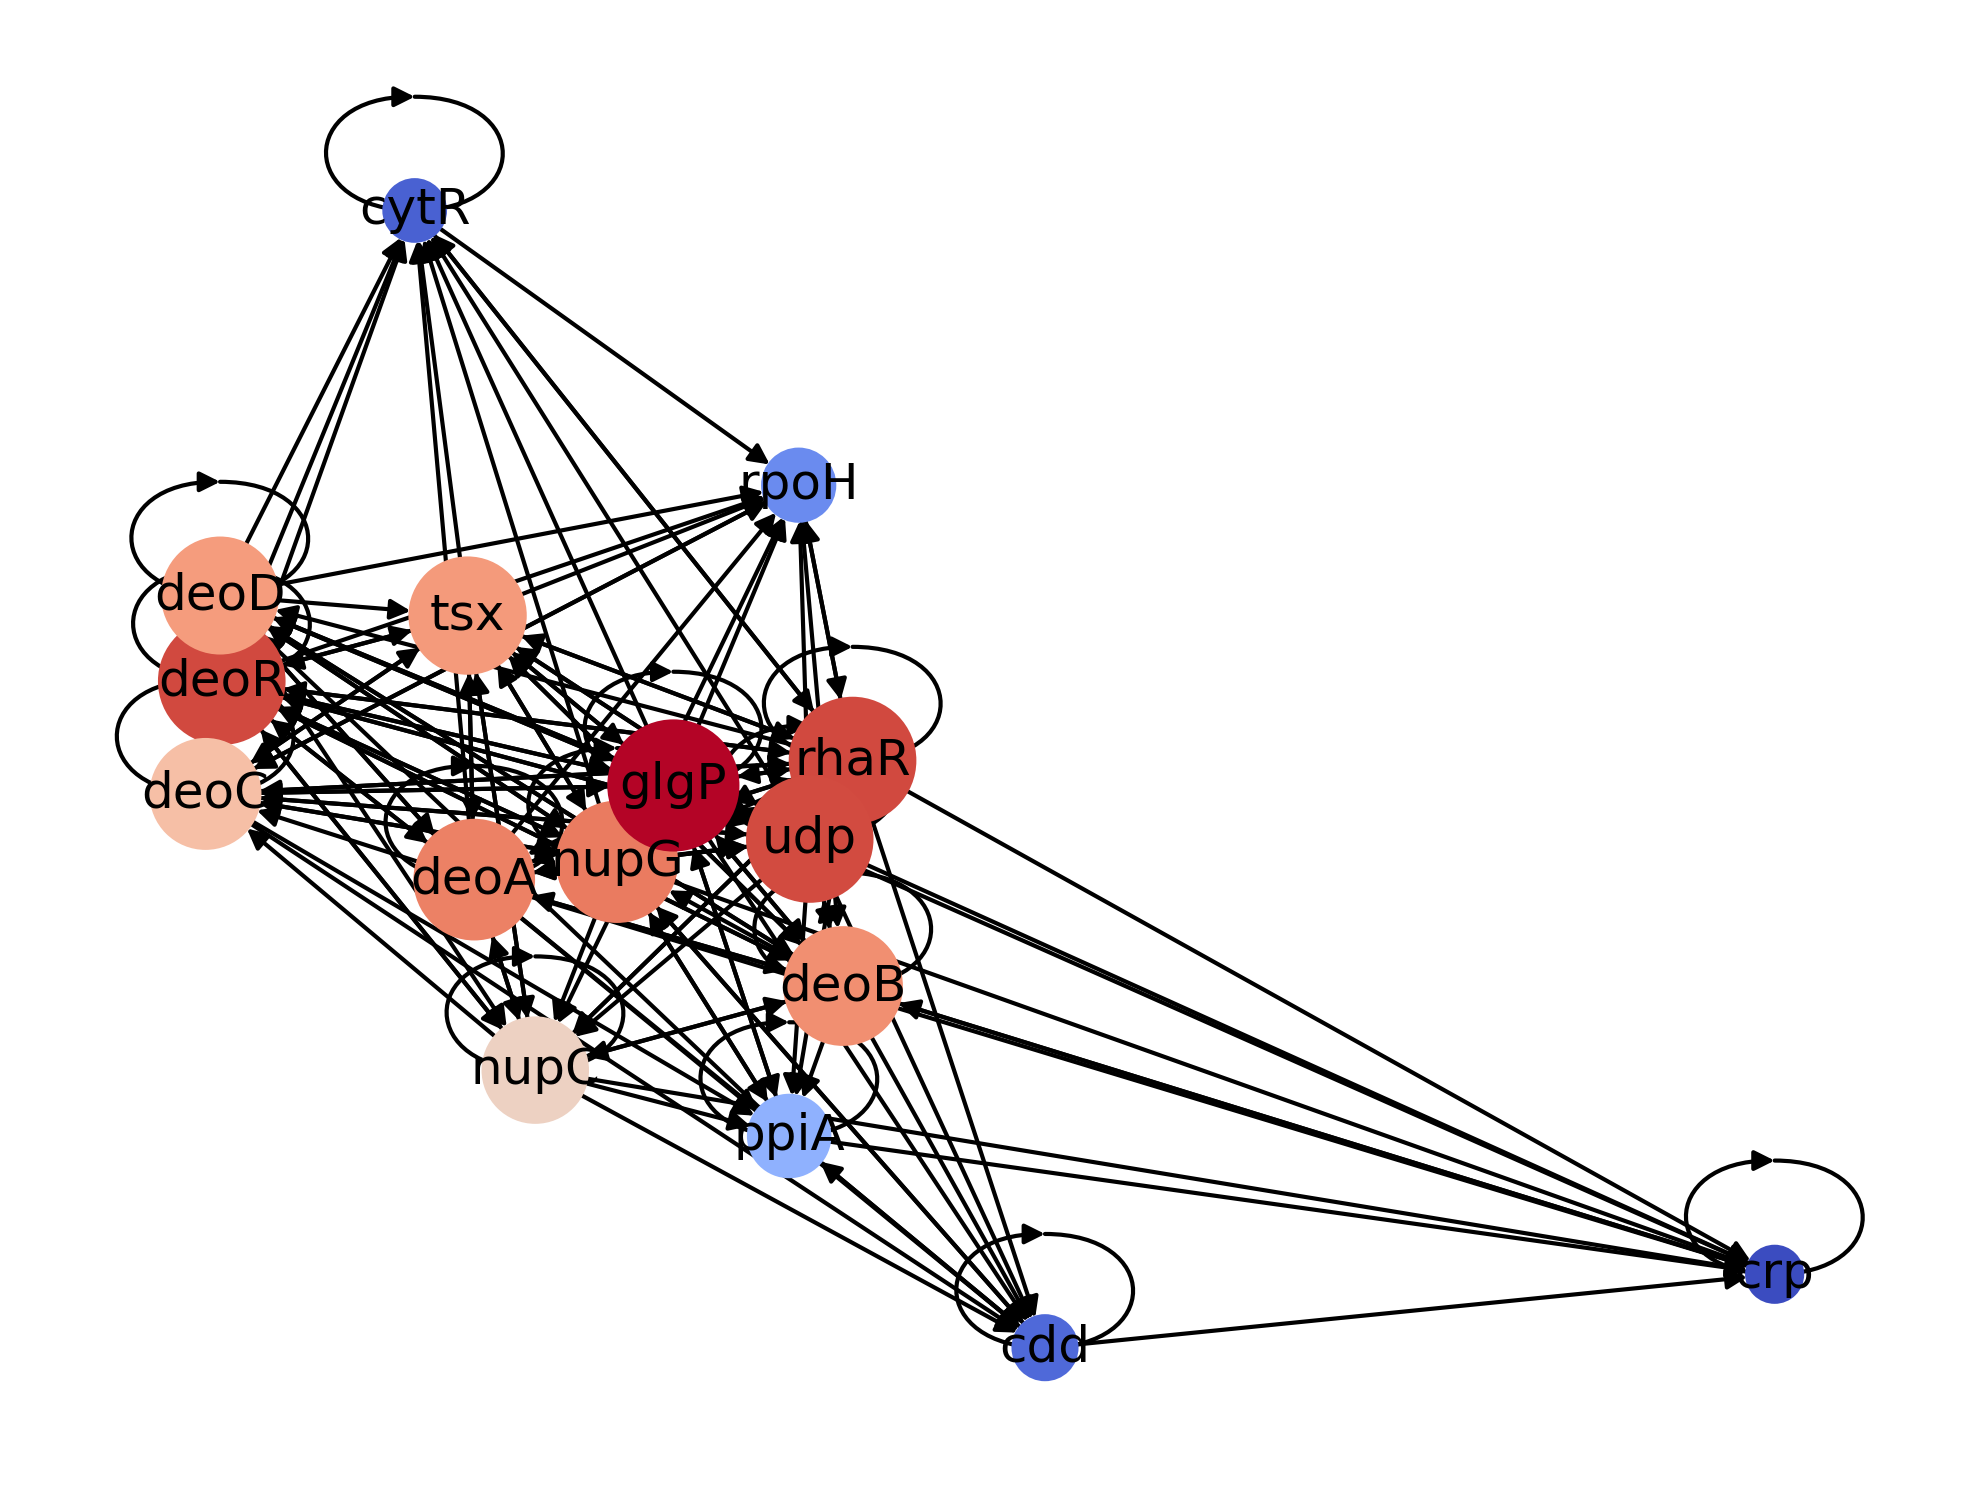 cytR
rpoH
deoD
tsx
deoR
rhaR
glgP
deoC
udp
nupG
deoA
deoB
nupC
ppiA
crp
cdd